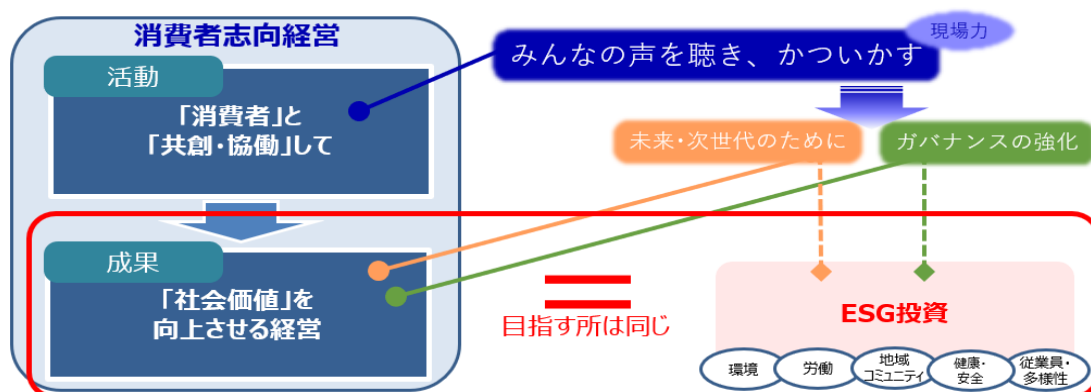 消費者志向経営
活動
「消費者」と
「共創・協働」して
成果
「社会価値」を
向上させる経営
現場力
みんなの声を聴き、かついかす
未来・次世代のために
ガバナンスの強化
目指す所は同じ
ESG投資
環境
労働
地域
コミュニティ
健康・
安全
従業員・
多様性